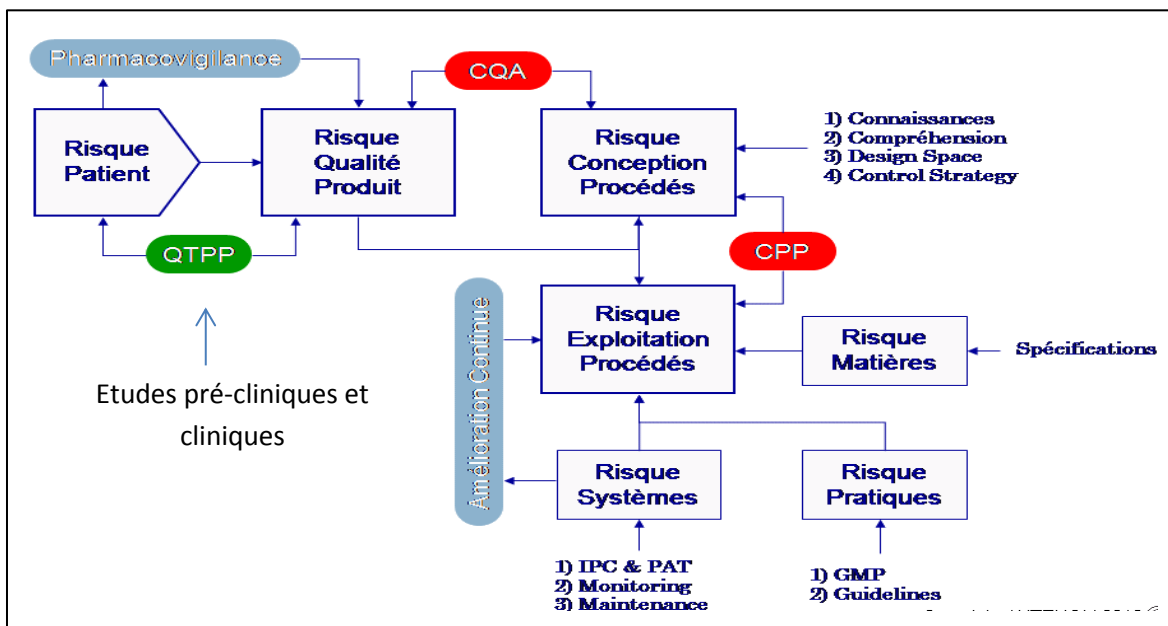 Pharmacovigilance
CQA
Risque
Patient
Risque
Qualité
Produit
Risque
Conception
Procédés
1) Connaissances
2) Compréhension
3) Design Space
4) Control Strategy
QTPP
CPP
Etudes pré-cliniques et
cliniques
Amélioration Continue
Risque
Exploitation
Procédés
Risque
Matières
Spécifications
Risque
Systèmes
Risque
Pratiques
1) IPC & PAT
2) Monitoring
3) Maintenance
1) GMP
2) Guidelines